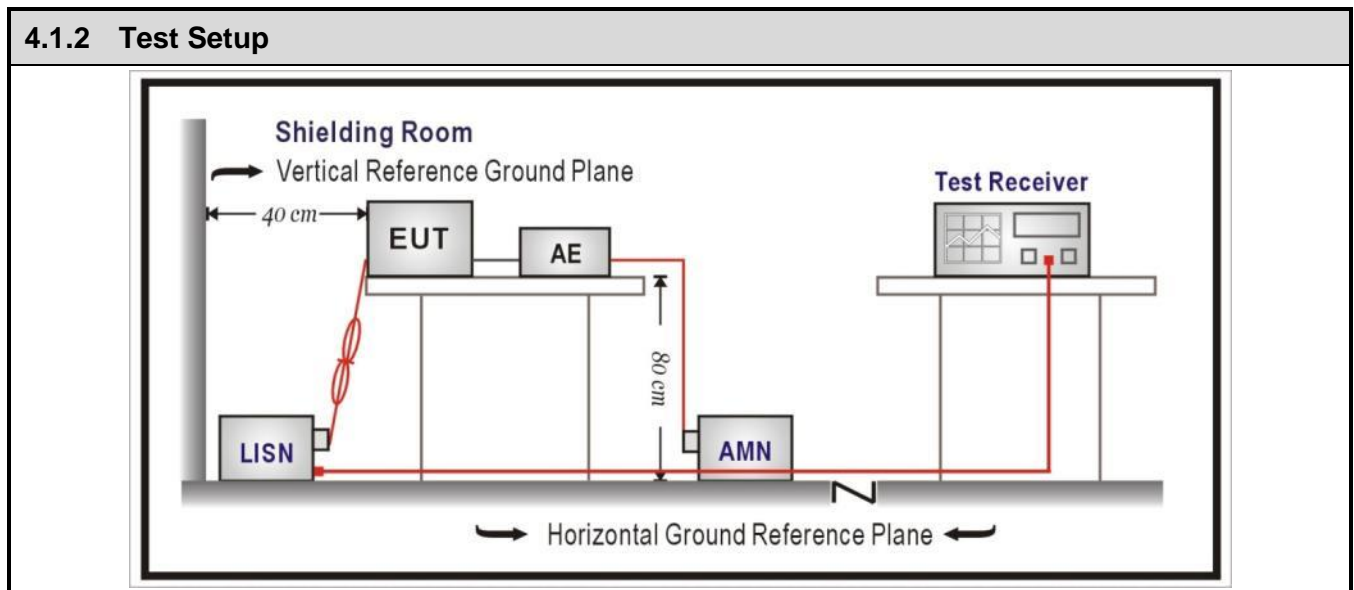 4.1.2 Test Setup
Shielding Room
Vertical Reference Ground Plane
40 cm
EUT
AE
Test Receiver
80 cm
LISN
AMN
Horizontal Ground Reference Plane